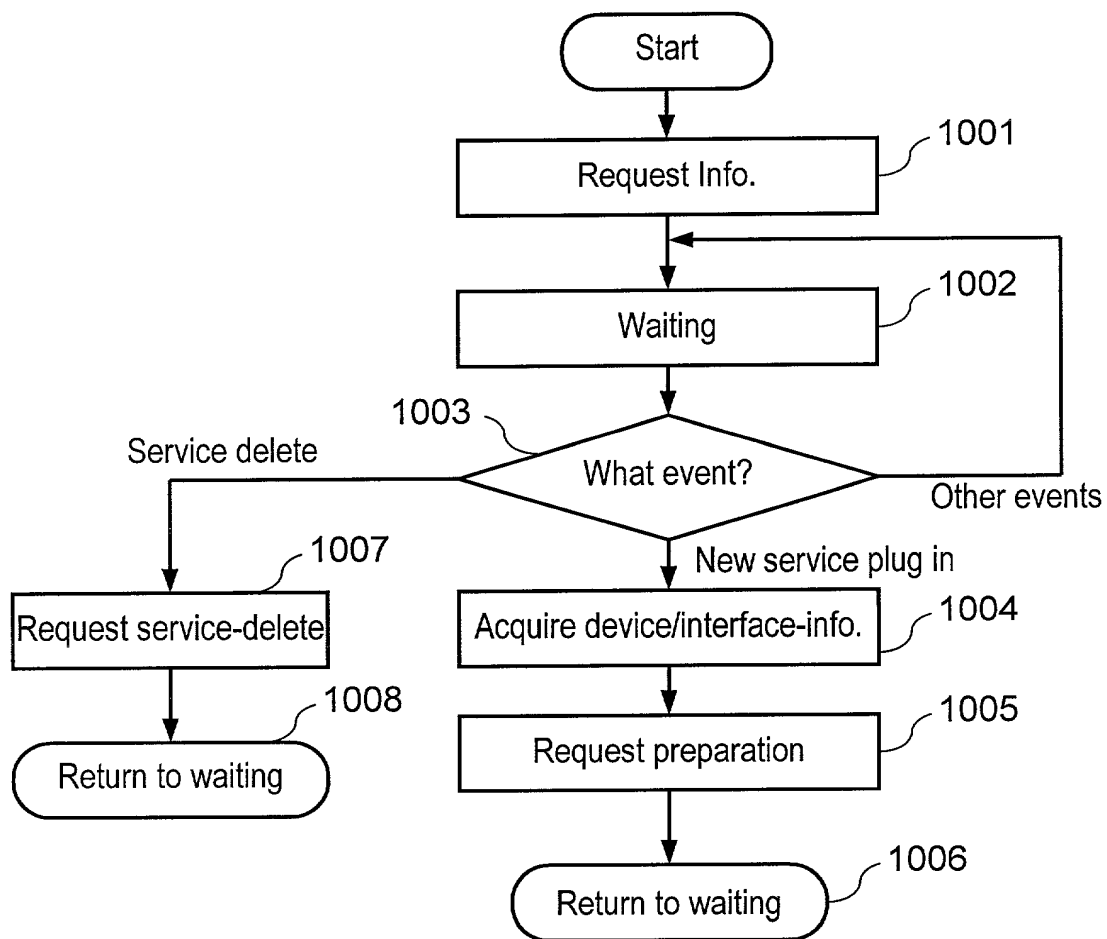 Start
1001
Request Info.
1002
Waiting
1003
Service delete
What event?
Other events
1007
New service plug in
Request service-delete
Acquire device/interface-info.
1004
1008
1005
Return to waiting
Request preparation
1006
Return to waiting